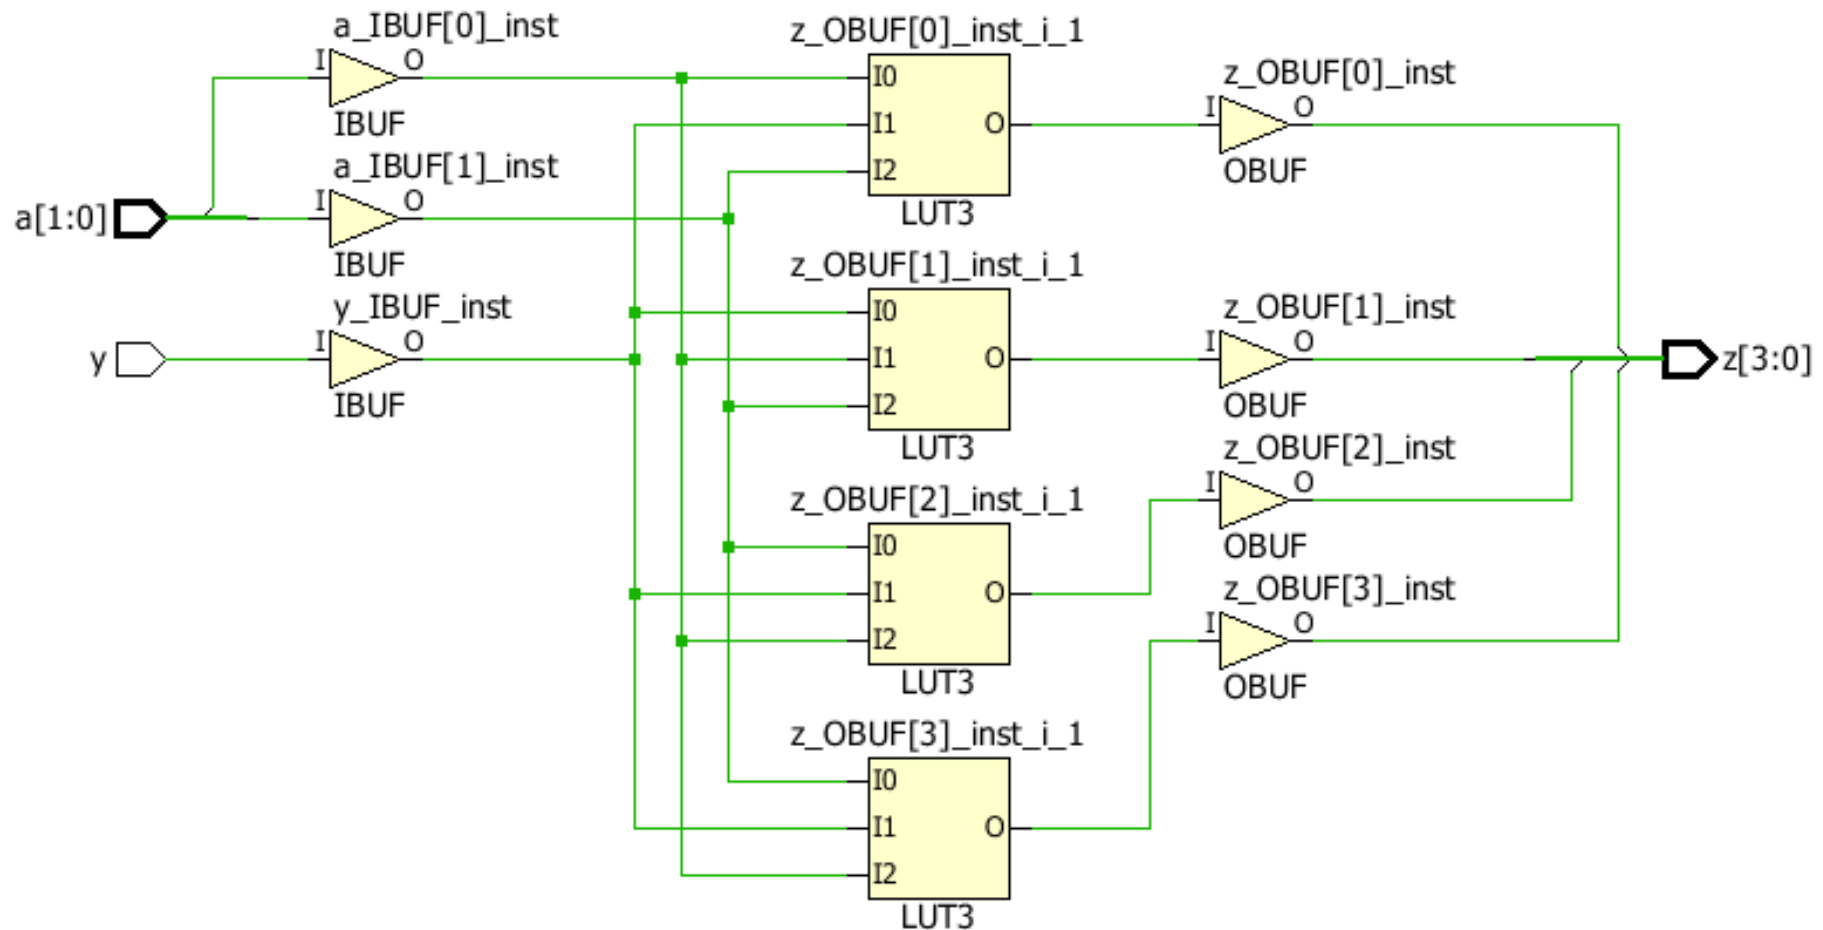 a_IBUF[0]_inst
I
O
IBUF
a_IBUF[1]_inst
a[1:0]
I
O
IBUF
y_IBUF_inst
y
I
O
IBUF
z_OBUF[0]_inst_i_1
I0
I1
I2
O
LUT3
z_OBUF[1]_inst_i_1
I0
I1
I2
O
LUT3
z_OBUF[2]_inst_i_1
I0
I1
I2
O
LUT3
z_OBUF[3]_inst_i_1
I0
I1
I2
O
LUT3
z_OBUF[0]_inst
I
O
OBUF
z_OBUF[1]_inst
I
O
OBUF
z_OBUF[2]_inst
I
O
OBUF
z_OBUF[3]_inst
I
O
OBUF
z[3:0]